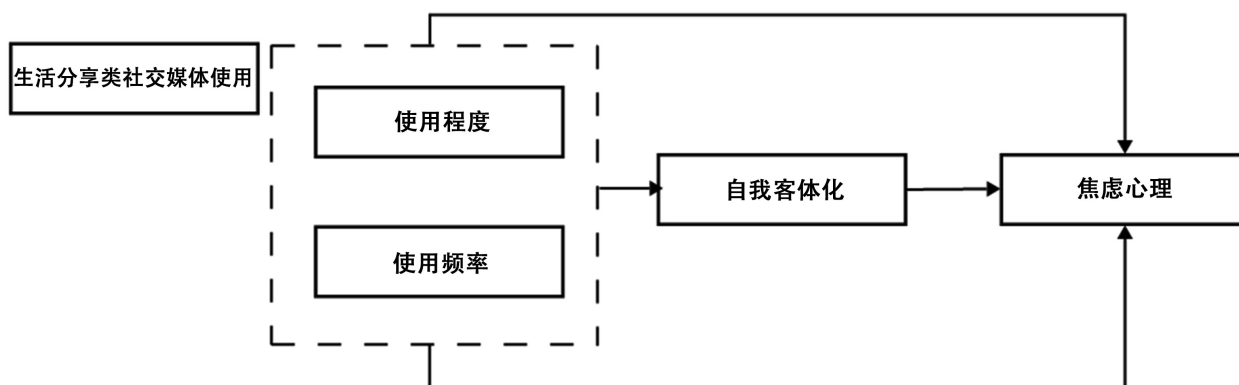 生活分享类社交媒体使用
使用程度
使用频率
自我客体化
焦虑心理